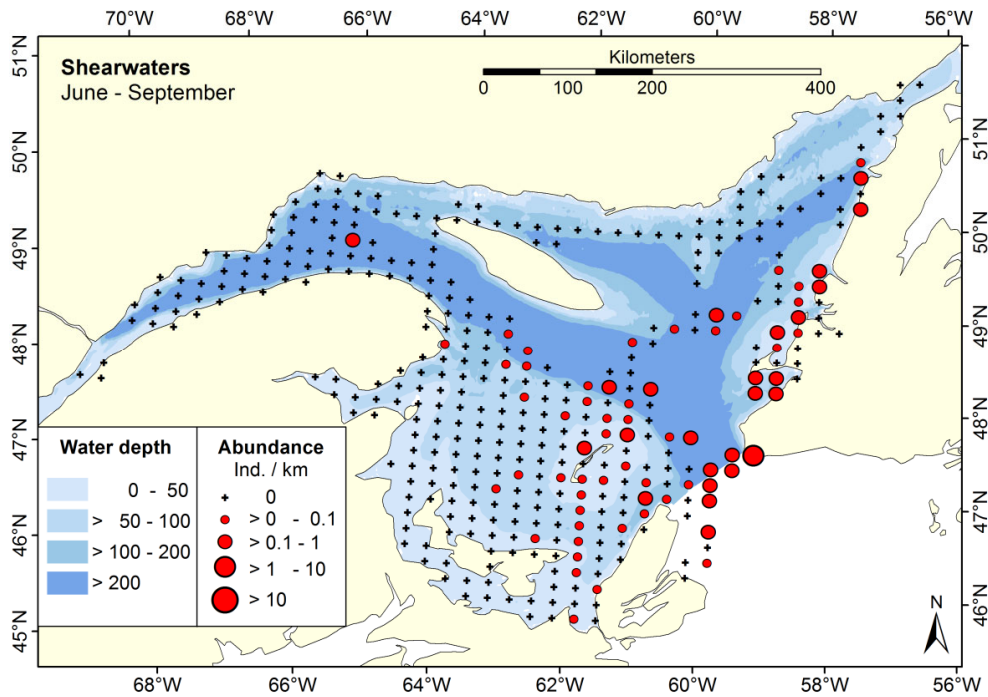 70°W 68°W 66°W 64°W 62°W 60°W 58°W 56°W
51°N
50°N
49°N
48°N
47°N
46°N
45°N
Shearwaters
June - September
Kilometers
0 100 200 400
51°N
50°N
49°N
48°N
47°N
46°N
Water depth
0 - 50
> 50 - 100
> 100 - 200
> 200
Abundance
Ind. / km
0
> 0 - 0.1
> 0.1 - 1
> 1 - 10
> 10
N
68°W 66°W 64°W 62°W 60°W 58°W